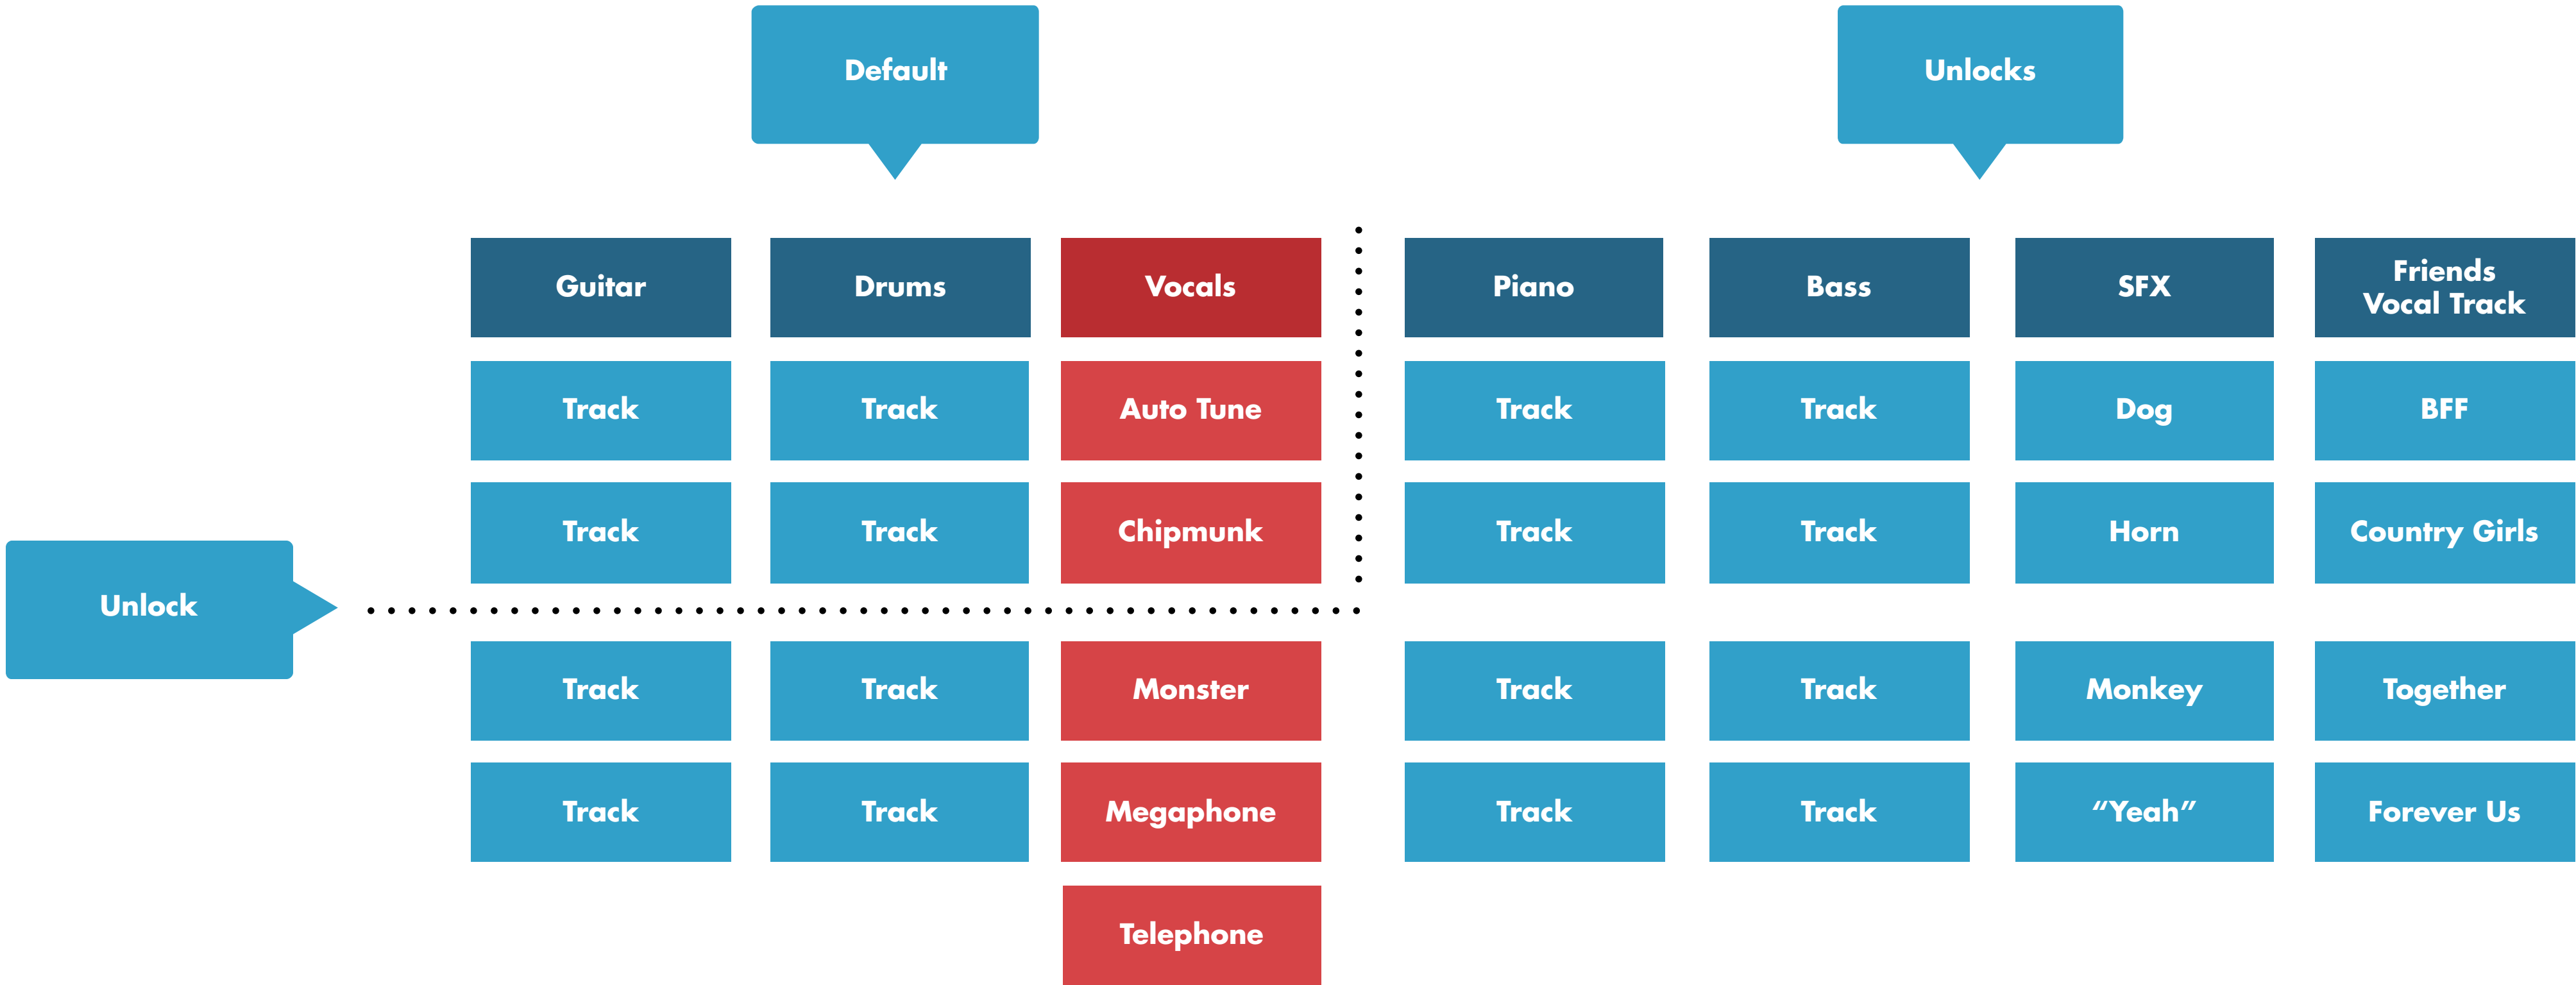 Default
Unlocks
Guitar
Drums
Vocals
Piano
Bass
SFX
Friends
Vocal Track
Track
Track
Auto Tune
Track
Track
Dog
BFF
Track
Track
Chipmunk
Track
Track
Horn
Country Girls
Unlock
Track
Track
Monster
Track
Track
Monkey
Together
Track
Track
Megaphone
Track
Track
“Yeah”
Forever Us
Telephone